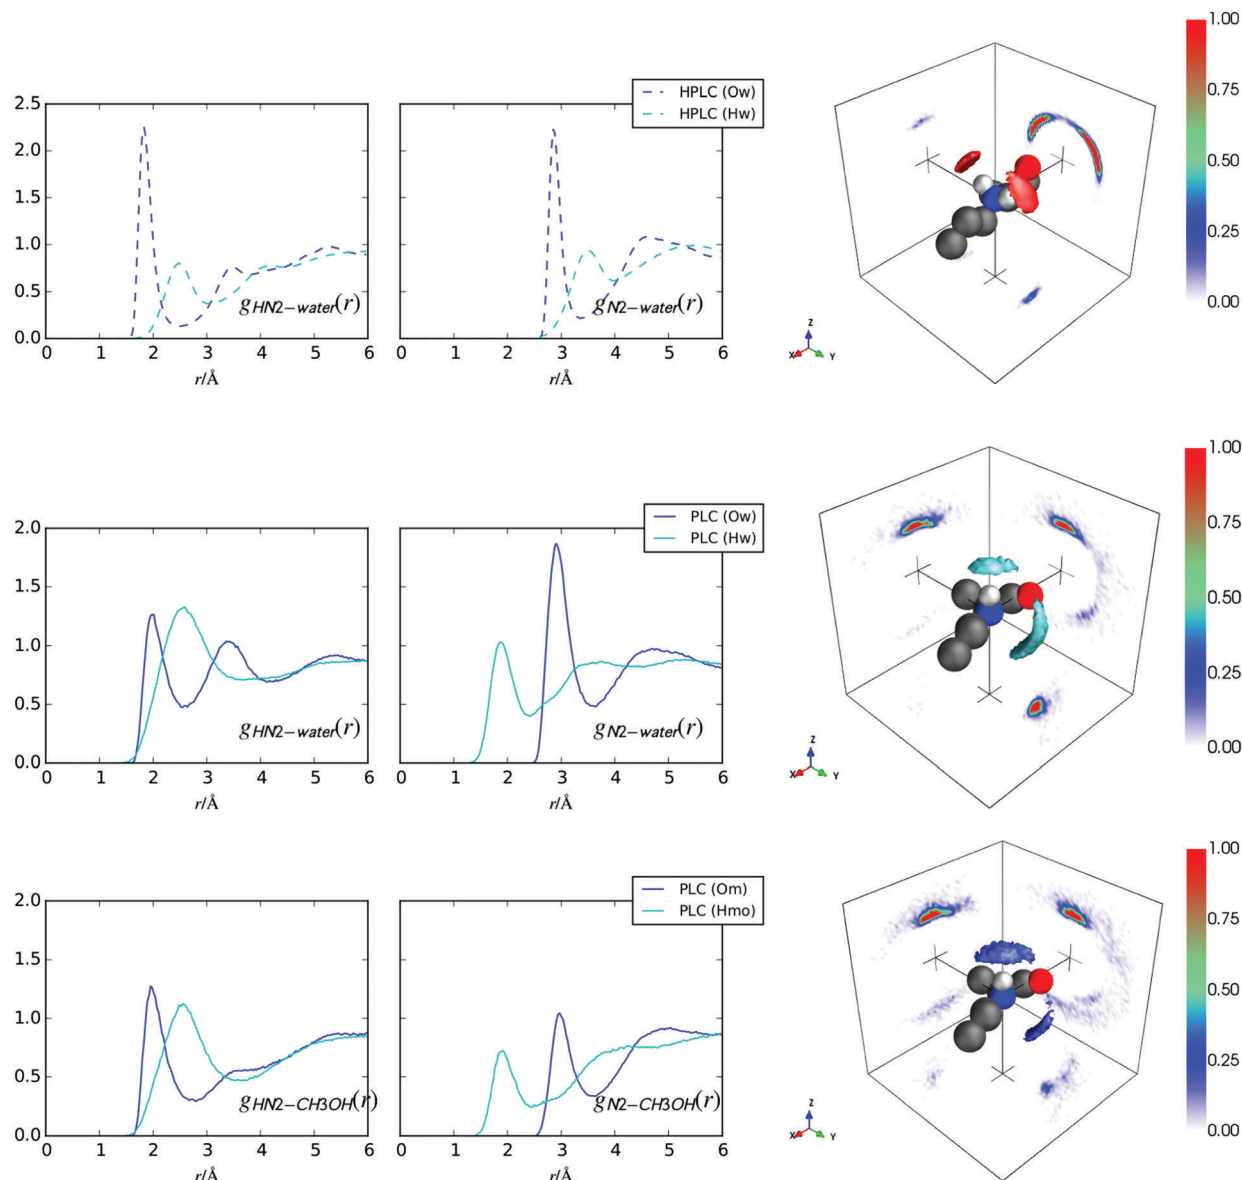 HPLC (Ow)
HPLC (Hw)
2.5
2.0
1.5
1.0
0.5
0.0
0 1 2 3 4 5 6
r/Å
gHN2−water(r)
0 1 2 3 4 5 6
r/Å
gN2−water(r)
Z
X Y
1.00
0.75
0.50
0.25
0.00
PLC (Ow)
PLC (Hw)
2.0
1.5
1.0
0.5
0.0
0 1 2 3 4 5 6
r/Å
gHN2−water(r)
0 1 2 3 4 5 6
r/Å
gN2−water(r)
Z
X Y
1.00
0.75
0.50
0.25
0.00
PLC (Om)
PLC (Hmo)
2.0
1.5
1.0
0.5
0.0
0 1 2 3 4 5 6
r/Å
gHN2−CH3OH(r)
0 1 2 3 4 5 6
r/Å
gN2−CH3OH(r)
Z
X Y
1.00
0.75
0.50
0.25
0.00